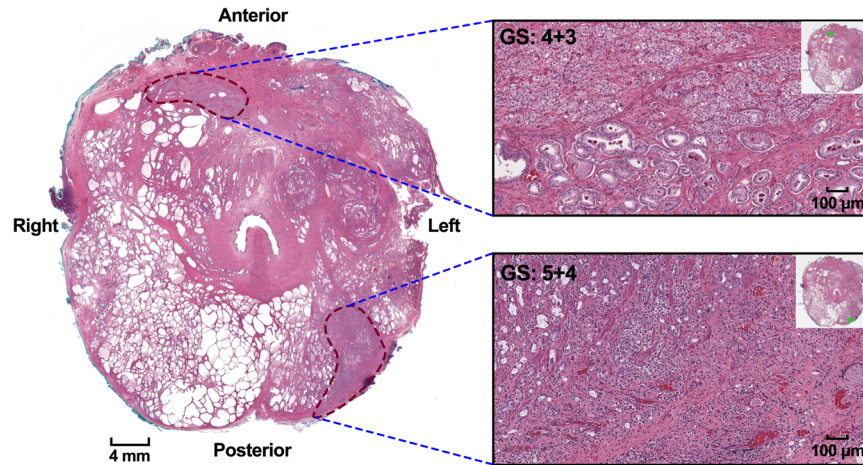 Anterior
GS: 4+3
100 µm
Right
Left
GS: 5+4
100 µm
4 mm
Posterior